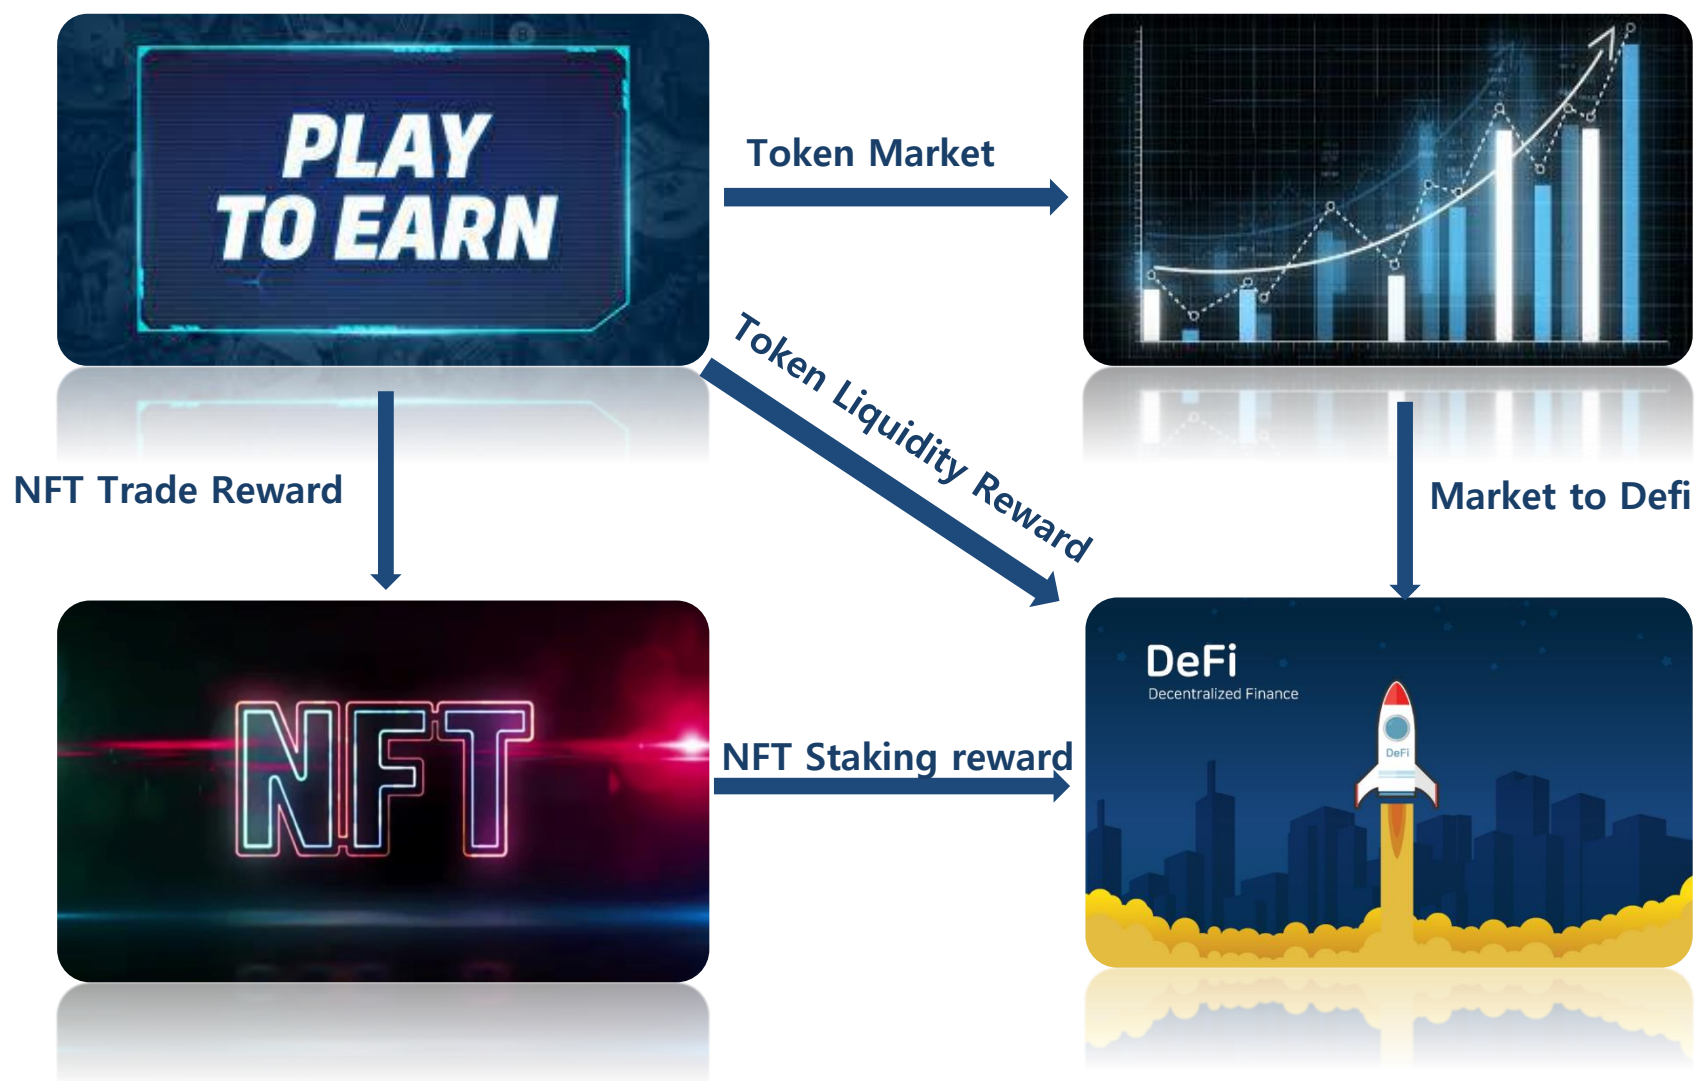 PLAY
TO EARN
Token Market
Token Liquidity Reward
NFT Trade Reward
Market to Defi
NFT
NFT Staking reward
DeFi
Decentralized Finance
DeFi